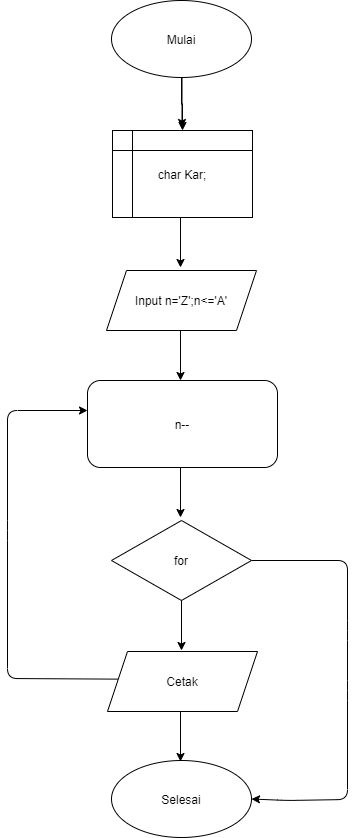 Mulai
char Kar;
Input n='Z';n<='A'
n--
for
Cetak
Selesai